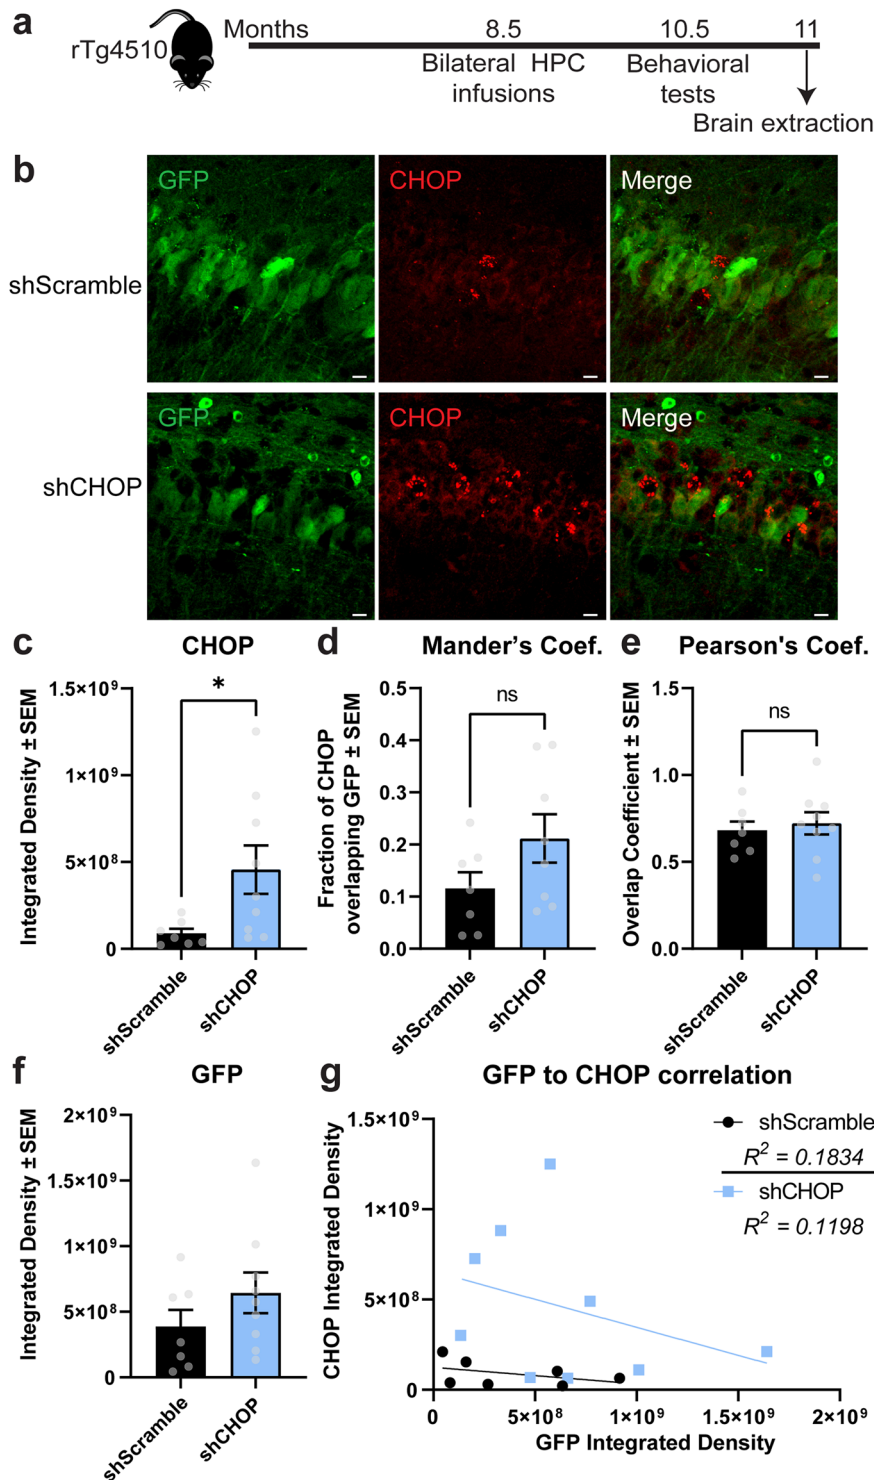 a
rTg4510
Months 8.5 10.5 11
Bilateral HPC
infusions
Behavioral
tests
Brain extraction
b
GFP CHOP Merge
shScramble
GFP CHOP Merge
shCHOP
c CHOP
Integrated Density ± SEM
1.5×10⁹
1×10⁹
5×10⁸
0
*
shScramble
shCHOP
d Mander’s Coef.
Fraction of CHOP
overlapping GFP ± SEM
0.5
0.4
0.3
0.2
0.1
0.0
ns
shScramble
shCHOP
e Pearson's Coef.
Overlap Coefficient ± SEM
1.5
1.0
0.5
0.0
ns
shScramble
shCHOP
f GFP
Integrated Density ± SEM
2×10⁹
1.5×10⁹
1×10⁹
5×10⁸
0
shScramble
shCHOP
g GFP to CHOP correlation
CHOP Integrated Density
1.5×10⁹
1×10⁹
5×10⁸
0
0 5×10⁸ 1×10⁹ 1.5×10⁹ 2×10⁹
GFP Integrated Density
shScramble
R² = 0.1834
shCHOP
R² = 0.1198